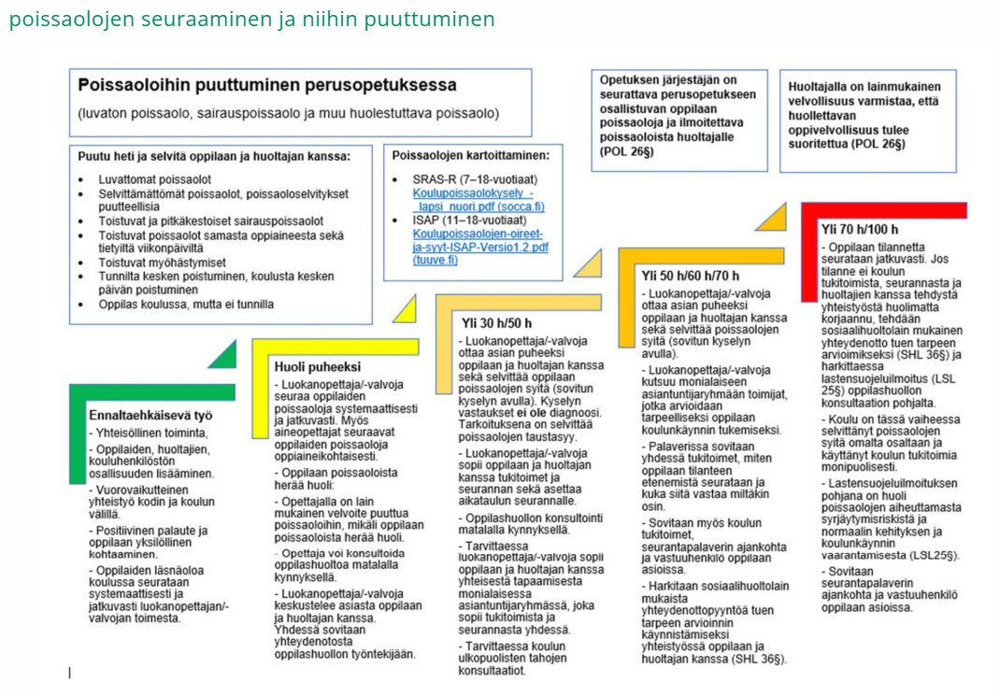 poissaolojen seuraaminen ja niihin puuttuminen
Poissaoloihin puuttuminen perusopetuksessa
(luvaton poissaolo, sairauspoissaolo ja muu huolestuttava poissaolo)
Opetuksen järjestäjän on
seurattava perusopetukseen
osallistuvan oppilaan
poissaoloja ja ilmoitettava
poissaoloista huoltajalle
(POL 26§)
Huoltajalla on lainmukainen
velvollisuus varmistaa, että
huollettavan
oppivelvollisuus tulee
suoritettua (POL 26§)
Puutu heti ja selvitä oppilaan ja huoltajan kanssa:
• Luvattomat poissaolot
• Selvittämättömät poissaolot, poissaoloselvitykset
puutteellisia
• Toistuvat ja pitkäkestoiset sairauspoissaolot
• Toistuvat poissaolot samasta oppiaineesta sekä
tietyiltä viikonpäiviltä
• Toistuvat myöhästymiset
• Tunnilta kesken poistuminen, koulusta kesken
päivän poistuminen
• Oppilas koulussa, mutta ei tunnilla
Poissaolojen kartoittaminen:
• SRAS-R (7–18-vuotiaat)
Koulupoissaolokysely_-
_lapsi_nuori.pdf (socca.fi)
• ISAP (11–18-vuotiaat)
Koulupoissaolojen-oireet-
ja-syyt-ISAP-Versio1.2.pdf
(tuuve.fi)
Ennaltaehkäisevä työ
- Yhteisöllinen toiminta,
- Oppilaiden, huoltajien,
kouluhenkilöstön
osallisuuden lisääminen.
- Vuorovaikutteinen
yhteistyö kodin ja koulun
välillä.
- Positiivinen palaute ja
oppilaan yksilöllinen
kohtaaminen.
- Oppilaiden läsnäoloa
koulussa seurataan
systemaattisesti ja
jatkuvasti luokanopettajan/-
valvojan toimesta.
Huoli puheeksi
- Luokanopettaja/-valvoja
seuraa oppilaiden
poissaoloja systemaattisesti
ja jatkuvasti. Myös
aineopettajat seuraavat
oppilaiden poissaoloja
oppiainekohtaisesti.
- Oppilaan poissaoloista
herää huoli:
- Opettajalla on lain
mukainen velvoite puuttua
poissaoloihin, mikäli oppilaan
poissaoloista herää huoli.
- Opettaja voi konsultoida
oppilashuoltoa matalalla
kynnyksellä.
- Luokanopettaja/-valvoja
keskustelee asiasta oppilaan
ja huoltajan kanssa.
Yhdessä sovitaan
yhteydenotosta
oppilashuollon työntekijään.
Yli 30 h/50 h
- Luokanopettaja/-valvoja
ottaa asian puheeksi
oppilaan ja huoltajan kanssa
sekä selvittää oppilaan
poissaolojen syitä (sovitun
kyselyn avulla). Kyselyn
vastaukset ei ole diagnoosi.
Tarkoituksena on selvittää
poissaolojen taustasyy.
- Luokanopettaja/-valvoja
sopii oppilaan ja huoltajan
kanssa tukitoimet ja
seurannan sekä asettaa
aikataulun seurannalle.
- Oppilashuollon konsultointi
matalalla kynnyksellä.
- Tarvittaessa
luokanopettaja/-valvoja sopii
oppilaan ja huoltajan kanssa
yhteisestä tapaamisesta
monialaisessa
asiantuntijaryhmässä, joka
sopii tukitoimista ja
seurannasta yhdessä.
- Tarvittaessa koulun
ulkopuolisten tahojen
konsultaatiot.
Yli 50 h/60 h/70 h
- Luokanopettaja/-valvoja
ottaa asian puheeksi
oppilaan ja huoltajan kanssa
sekä selvittää poissaolojen
syitä (sovitun kyselyn
avulla).
- Luokanopettaja/-valvoja
kutsuu monialaiseen
asiantuntijaryhmään toimijat,
jotka arvioidaan
tarpeelliseksi oppilaan
koulunkäynnin tukemiseksi.
- Palaverissa sovitaan
yhdessä tukitoimet, miten
oppilaan tilanteen
etenemistä seurataan ja
kuka siitä vastaa miltäkin
osin.
- Sovitaan myös koulun
tukitoimet,
seurantapalaverin ajankohta
ja vastuuhenkilö oppilaan
asioissa.
- Harkitaan sosiaalihuoltolain
mukaista
yhteydenottopyyntöä tuen
tarpeen arvioinnin
käynnistämiseksi
yhteistyössä oppilaan ja
huoltajan kanssa (SHL 36§).
Yli 70 h/100 h
- Oppilaan tilannetta
seurataan jatkuvasti. Jos
tilanne ei koulun
tukitoimista, seurannasta ja
huoltajien kanssa tehdystä
yhteistyöstä huolimatta
korjaannu, tehdään
sosiaalihuoltolain mukainen
yhteydenotto tuen tarpeen
arvioimikseksi (SHL 36§) ja
harkittaessa
lastensuojeluilmoitus (LSL
25§) oppilashuollon
konsultaation pohjalta.
- Koulu on tässä vaiheessa
selvittänyt poissaolojen
syitä omalta osaltaan ja
käyttänyt koulun tukitoimia
monipuolisesti.
- Lastensuojeluilmoituksen
pohjana on huoli
poissaolojen aiheuttamasta
syrjäytymisriskistä ja
normaalin kehityksen ja
koulunkäynnin
vaarantamisesta (LSL25§).
- Sovitaan
seurantapalaverin
ajankohta ja vastuuhenkilö
oppilaan asioissa.